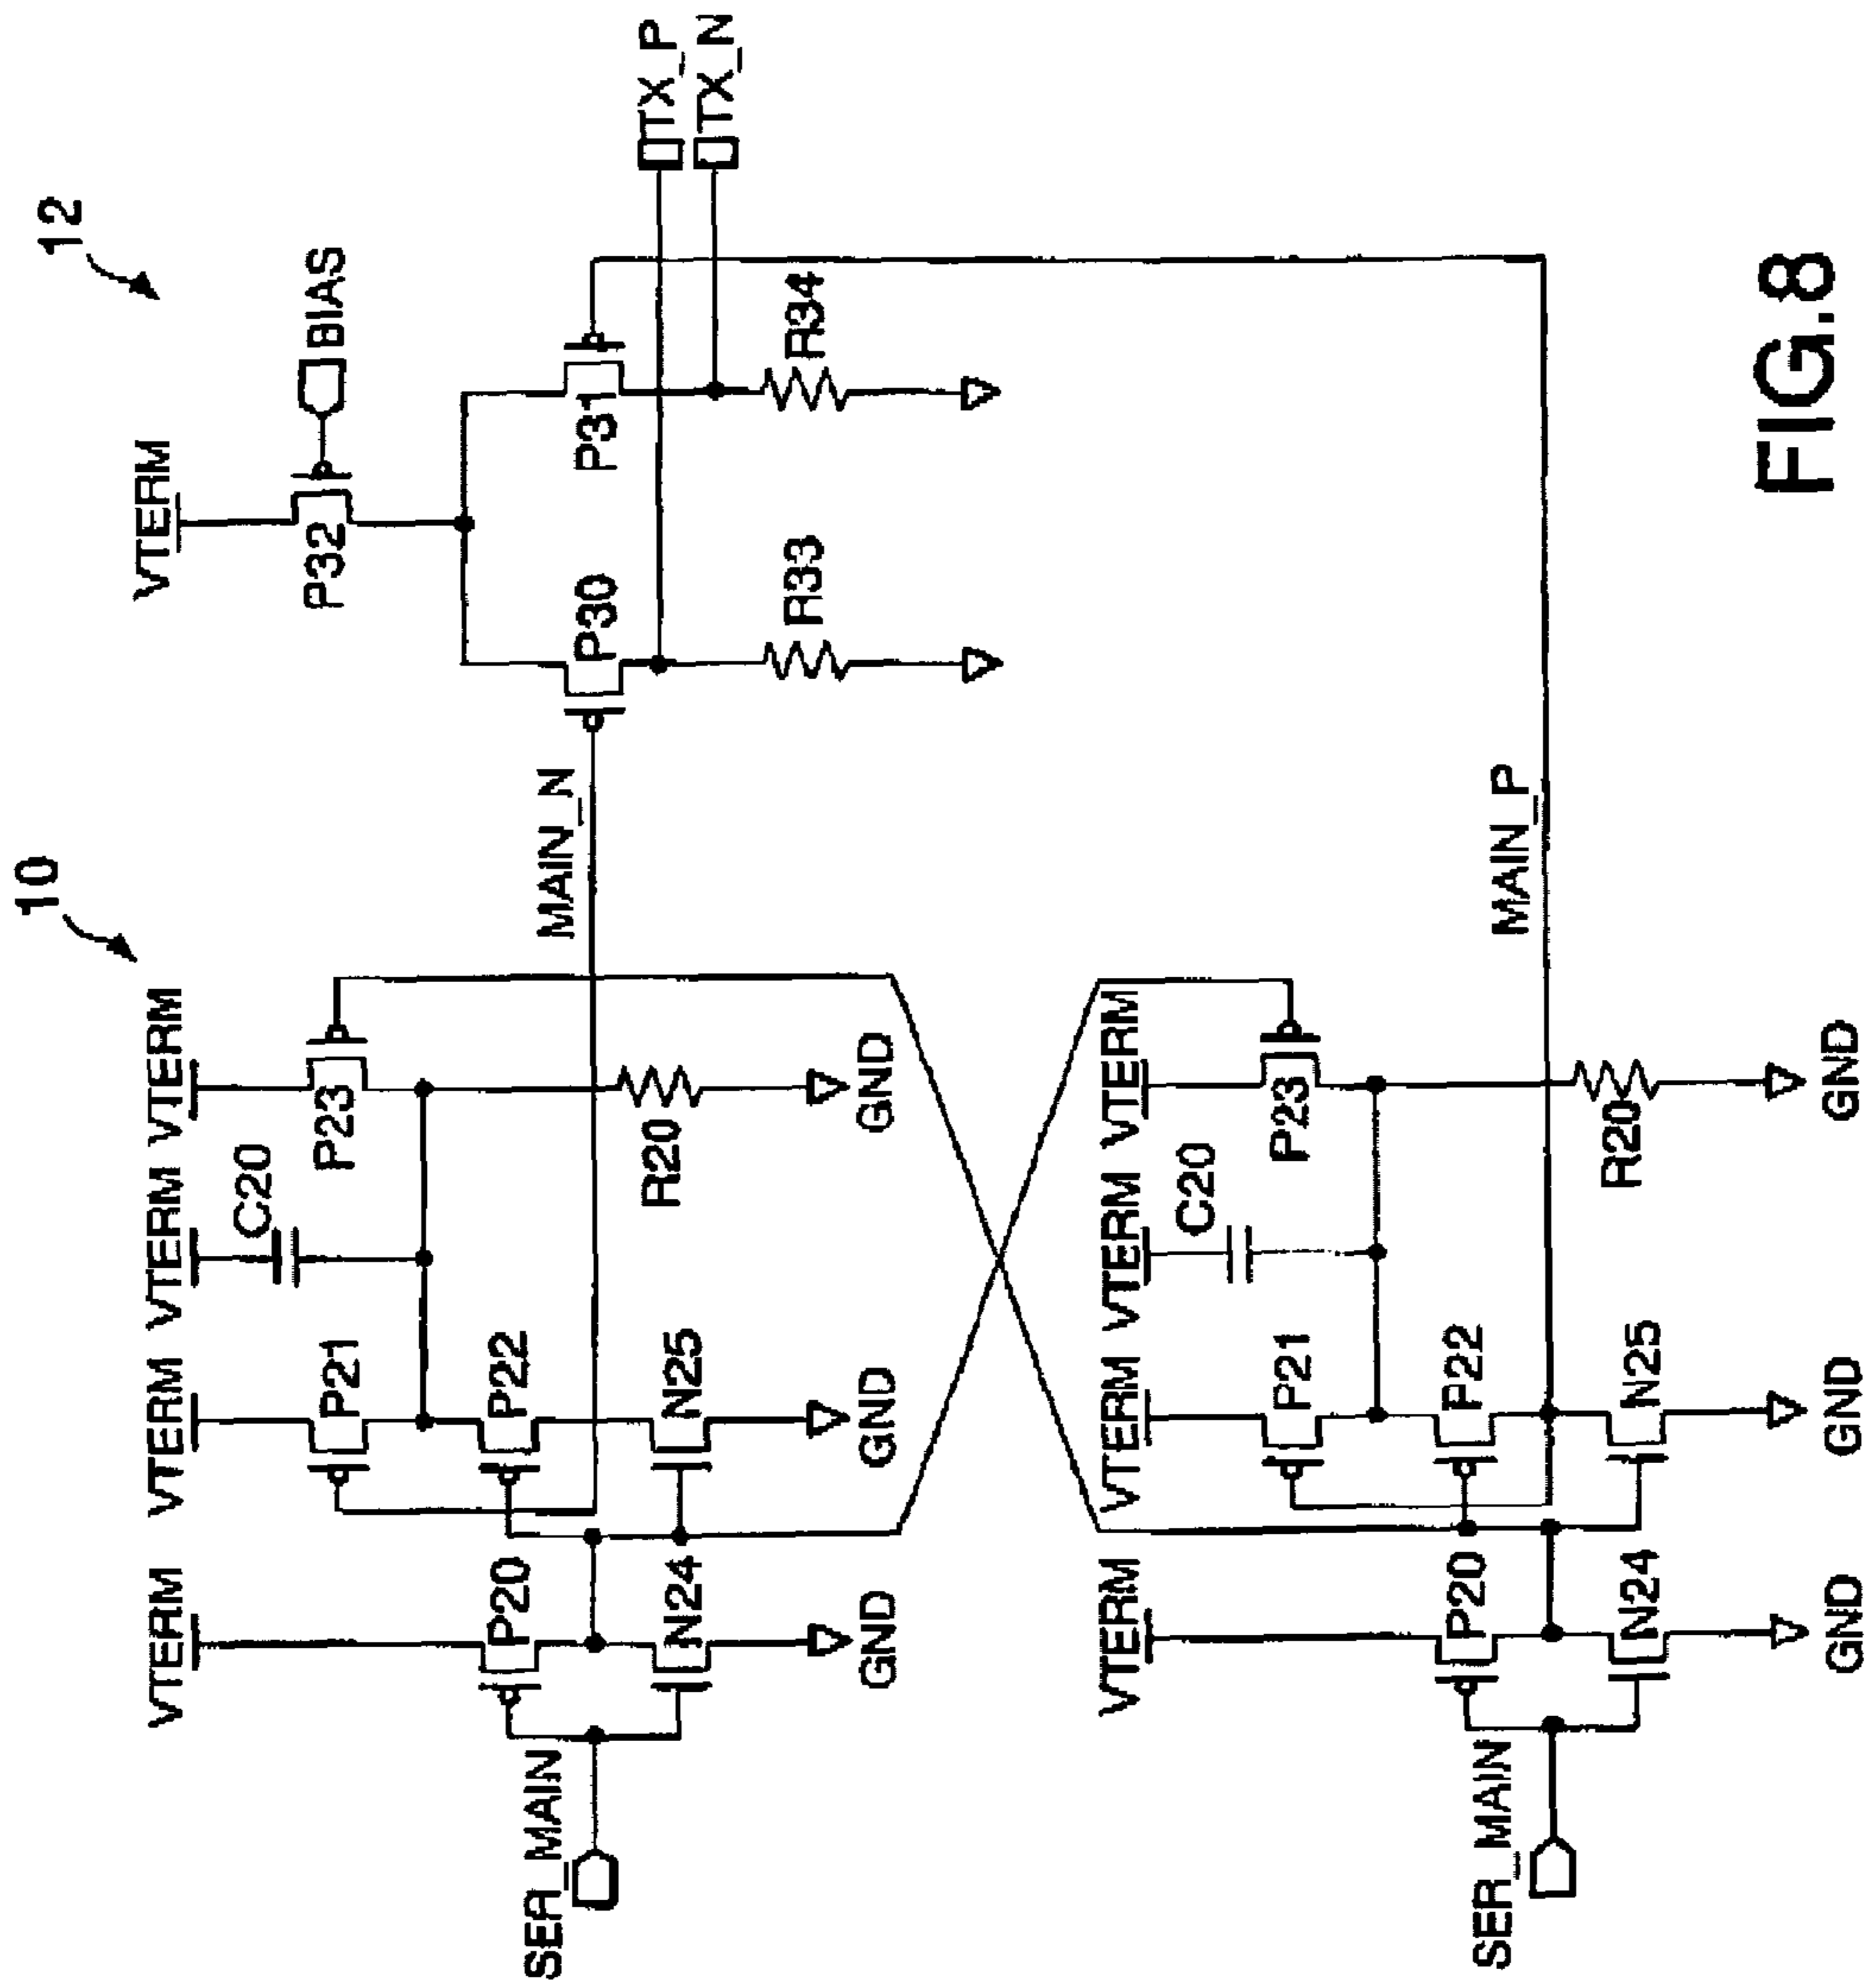 10
12
VTERM
VTERM
VTERM
VTERM
VTERM
BIAS
C20
P21
P23
P32
P20
P22
P30
P31
SER_MAIN
MAIN_N
TX_P
TX_N
N24
N25
R20
R33
R34
GND
GND
GND
VTERM
VTERM
VTERM
VTERM
C20
P21
P23
P20
P22
SER_MAIN
MAIN_P
N24
N25
R20
GND
GND
GND
FIG.8